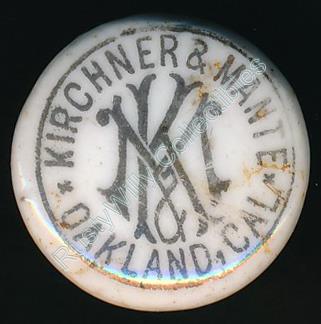 KIRCHNER & MANTE
K & M
* OAKLAND, CAL. *